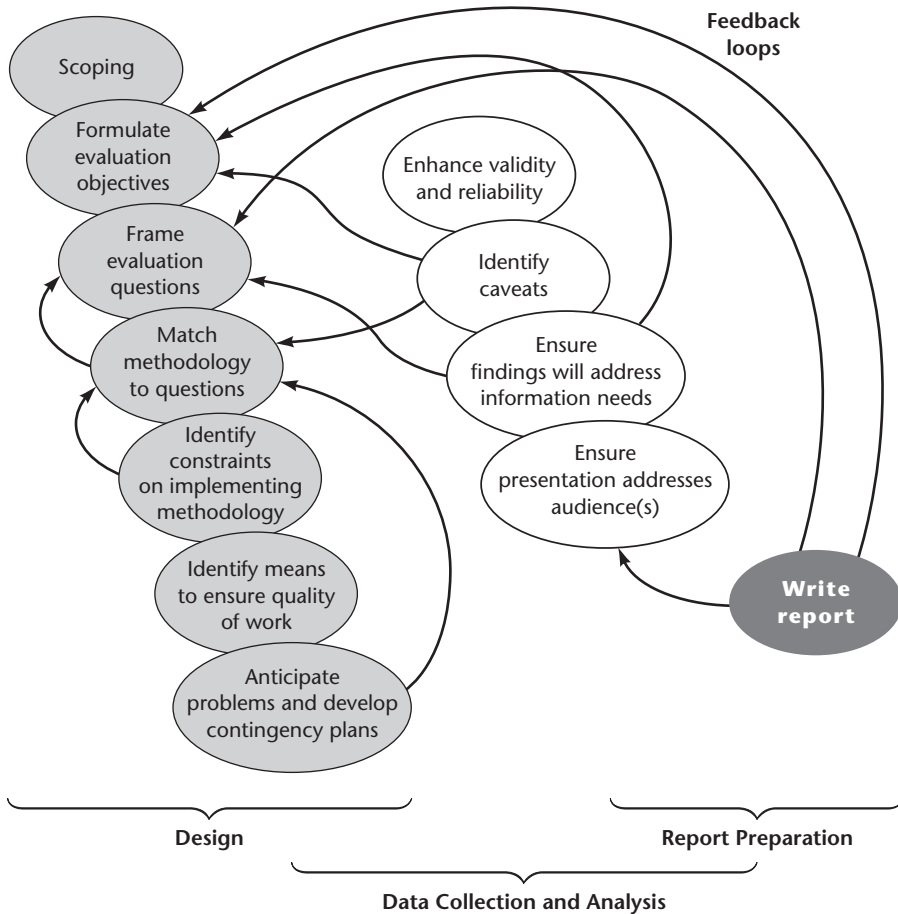 Feedback
loops
Scoping
Formulate
evaluation
objectives
Frame
evaluation
questions
Match
methodology
to questions
Identify
constraints
on implementing
methodology
Identify means
to ensure quality
of work
Anticipate
problems and develop
contingency plans
Enhance validity
and reliability
Identify
caveats
Ensure
findings will address
information needs
Ensure
presentation addresses
audience(s)
Write
report
Design
Report Preparation
Data Collection and Analysis